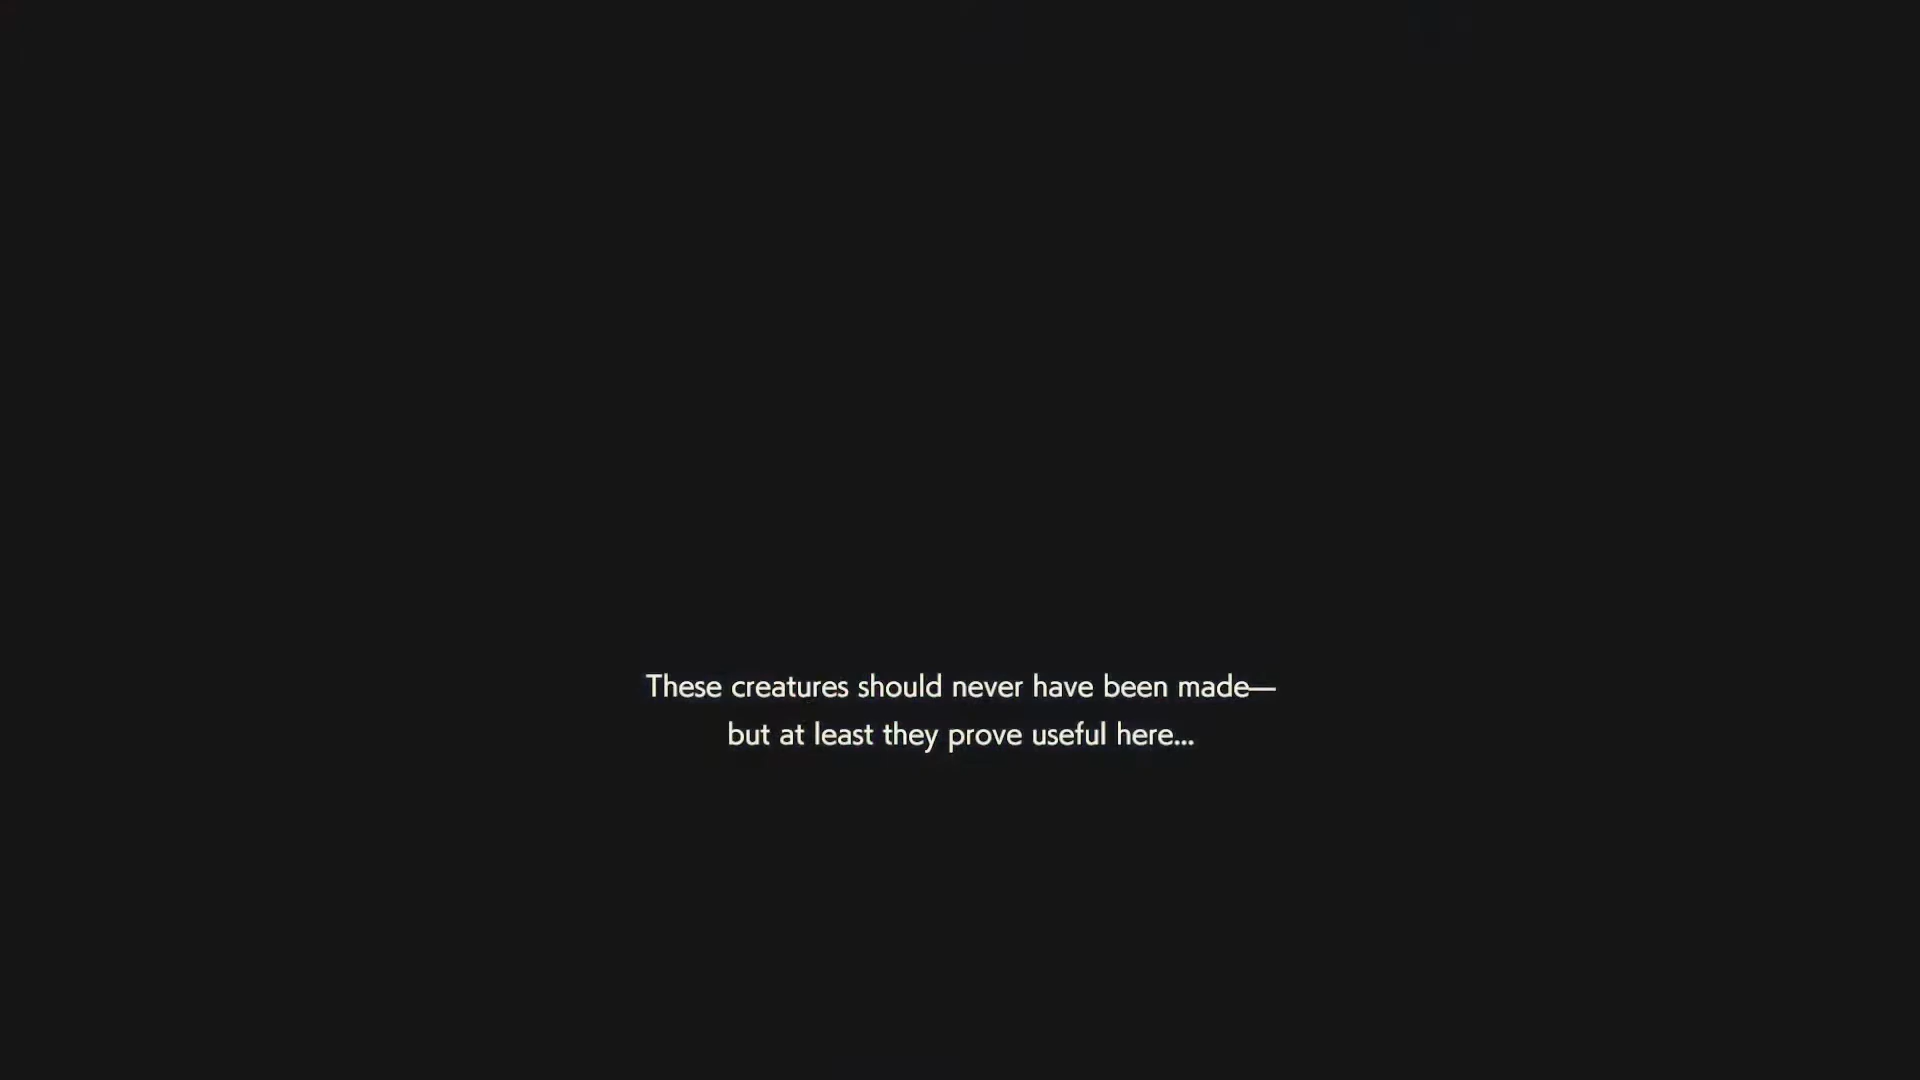 These creatures should never have been made—
but at least they prove useful here...